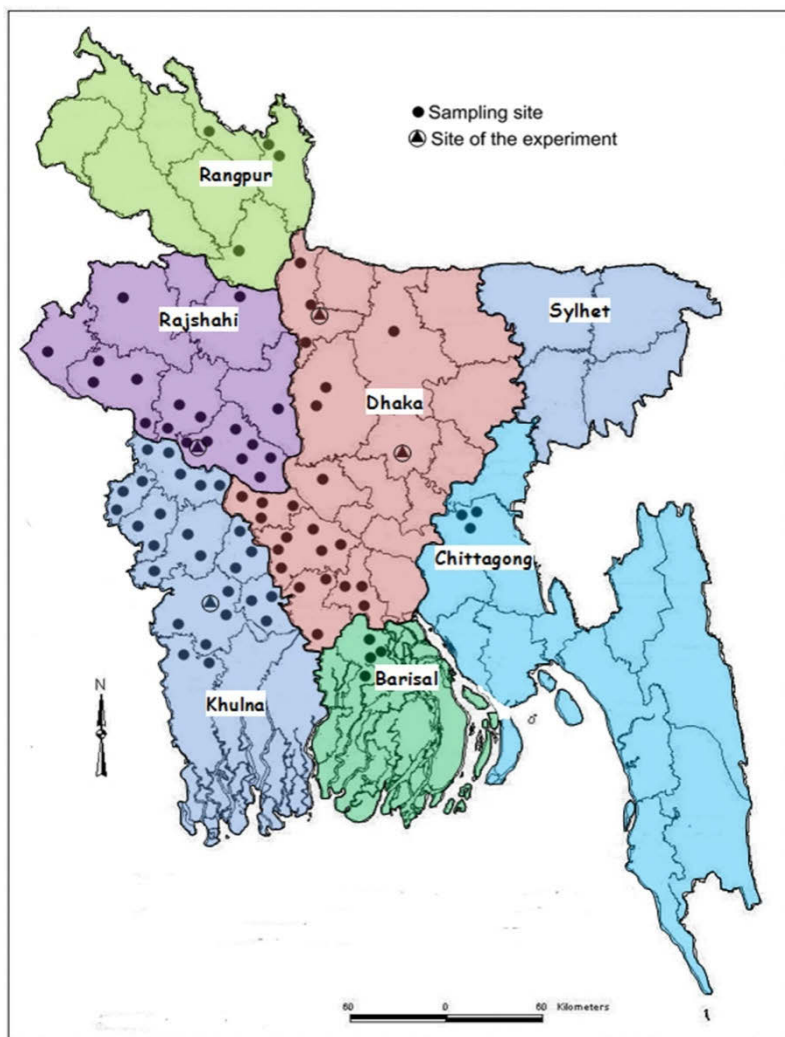 Sampling site
Site of the experiment
Rangpur
Rajshahi
Sylhet
Dhaka
Chittagong
Barisal
Khulna
N
60 0 60 Kilometers